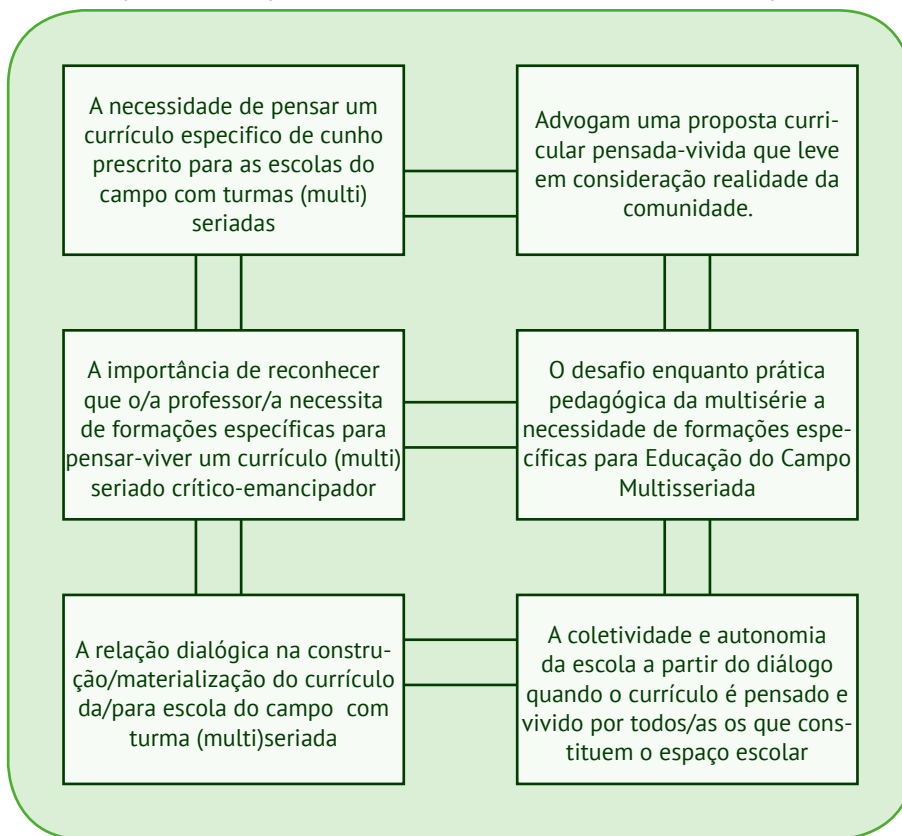 A necessidade de pensar um
currículo especifico de cunho
prescrito para as escolas do
campo com turmas (multi)
seriadas
Advogam uma proposta curri-
cular pensada-vivida que leve
em consideração realidade da
comunidade.
A importância de reconhecer
que o/a professor/a necessita
de formações específicas para
pensar-viver um currículo (multi)
seriado crítico-emancipador
O desafio enquanto prática
pedagógica da multisérie a
necessidade de formações espe-
cíficas para Educação do Campo
Multisseriada
A relação dialógica na constru-
ção/materialização do currículo
da/para escola do campo com
turma (multi)seriada
A coletividade e autonomia
da escola a partir do diálogo
quando o currículo é pensado e
vivido por todos/as os que cons-
tituem o espaço escolar